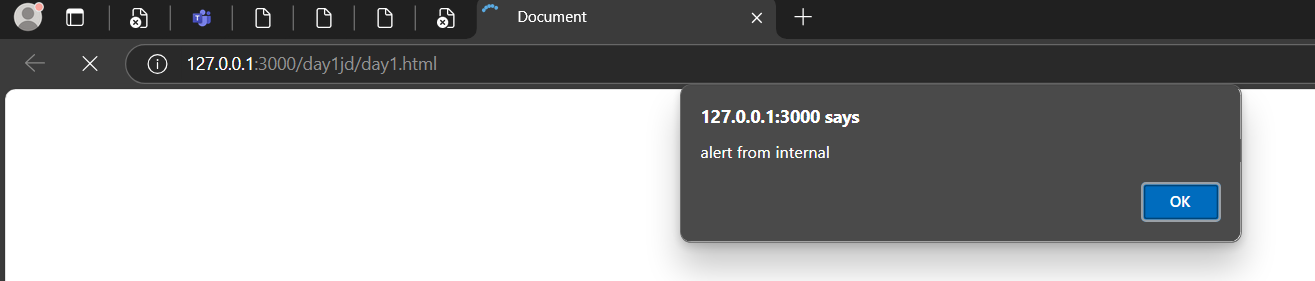 Document
127.0.0.1:3000/day1jd/day1.html
127.0.0.1:3000 says
alert from internal
OK